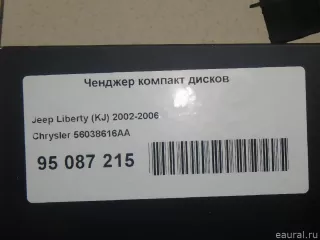 Ченджер компакт дисков
Jeep Liberty (KJ) 2002-2006
Chrysler 56038616AA
95 087 215
eaural.ru